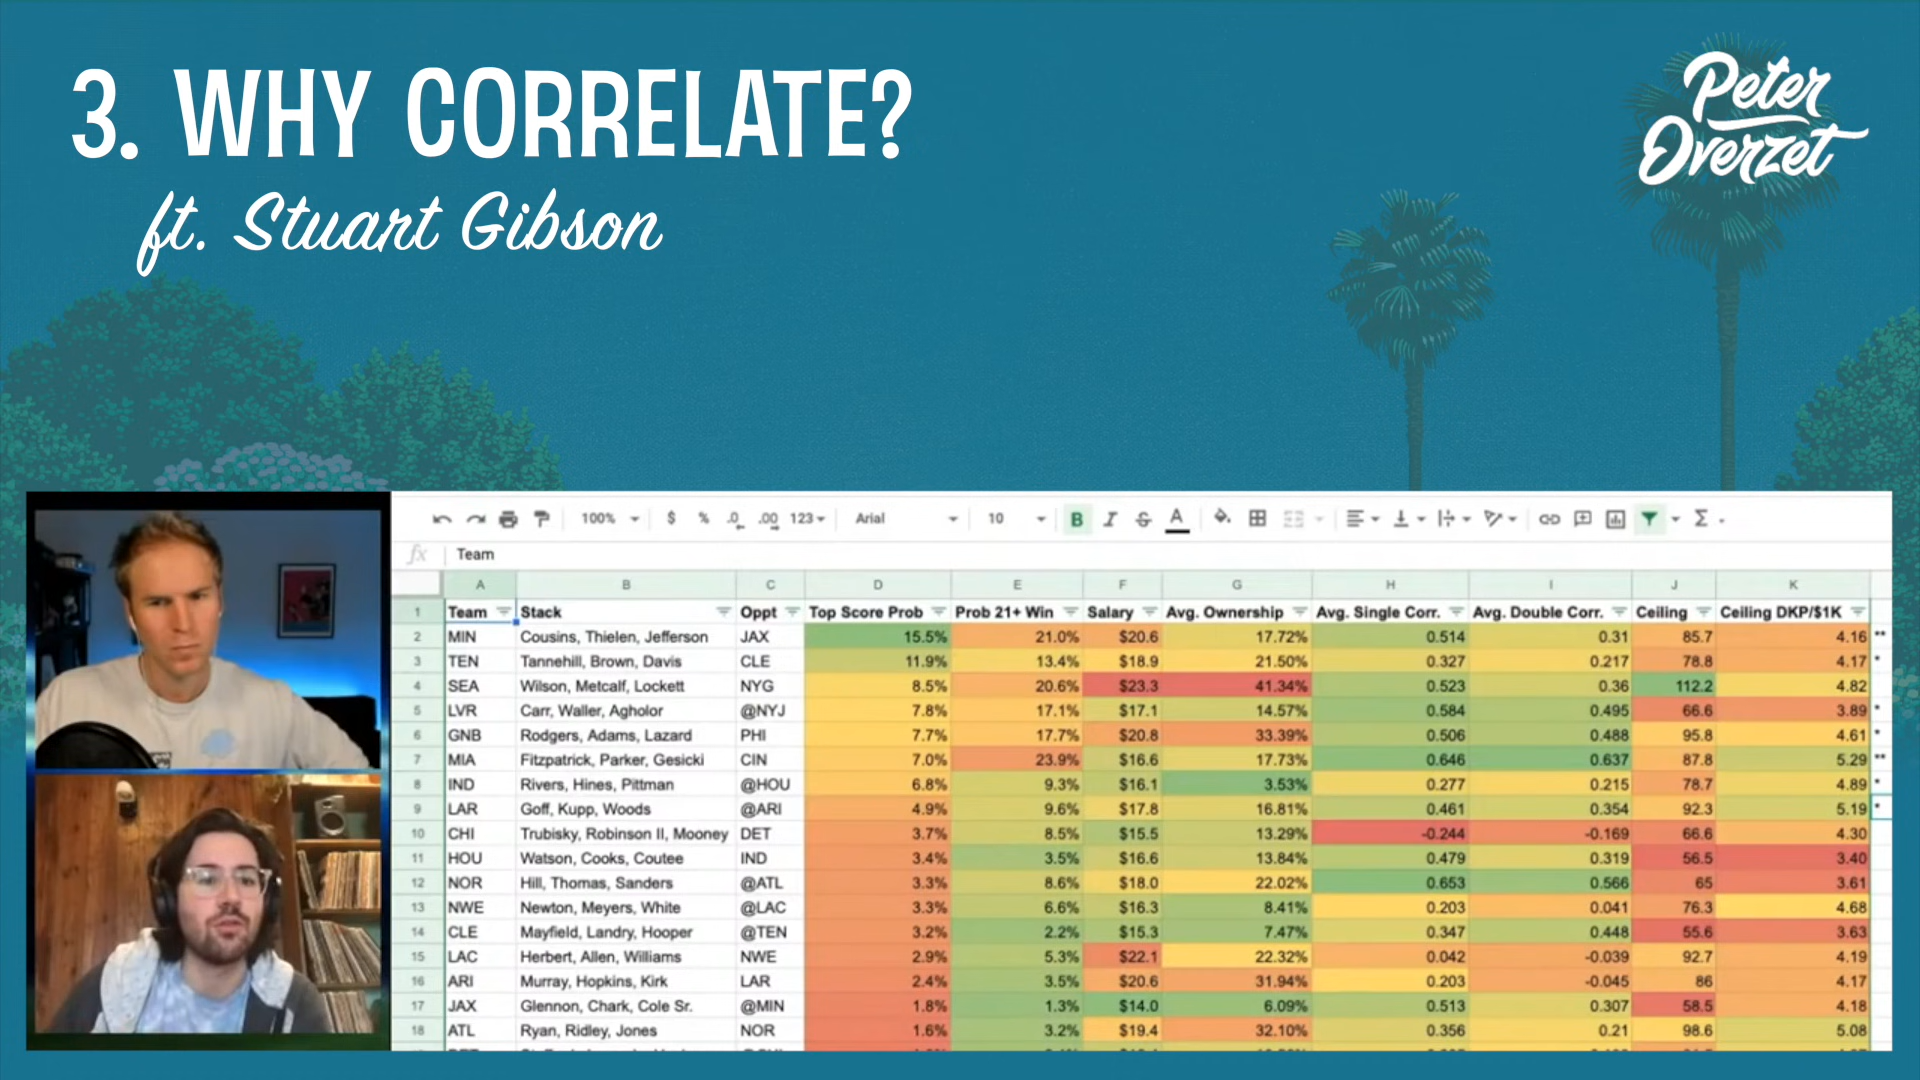 3. WHY CORRELATE?
ft. Stuart Gibson
Peter
Overzet
100% $ % .0 .00 123 Arial 10 B I S A Σ
fx Team
A B C D E F G H I J K
1 Team Stack Oppt Top Score Prob Prob 21+ Win Salary Avg. Ownership Avg. Single Corr. Avg. Double Corr. Ceiling Ceiling DKP/$1K
2 MIN Cousins, Thielen, Jefferson JAX 15.5% 21.0% $20.6 17.72% 0.514 0.31 85.7 4.16 **
3 TEN Tannehill, Brown, Davis CLE 11.9% 13.4% $18.9 21.50% 0.327 0.217 78.8 4.17 *
4 SEA Wilson, Metcalf, Lockett NYG 8.5% 20.6% $23.3 41.34% 0.523 0.36 112.2 4.82
5 LVR Carr, Waller, Agholor @NYJ 7.8% 17.1% $17.1 14.57% 0.584 0.495 66.6 3.89 *
6 GNB Rodgers, Adams, Lazard PHI 7.7% 17.7% $20.8 33.39% 0.506 0.488 95.8 4.61 *
7 MIA Fitzpatrick, Parker, Gesicki CIN 7.0% 23.9% $16.6 17.73% 0.646 0.637 87.8 5.29 **
8 IND Rivers, Hines, Pittman @HOU 6.8% 9.3% $16.1 3.53% 0.277 0.215 78.7 4.89 *
9 LAR Goff, Kupp, Woods @ARI 4.9% 9.6% $17.8 16.81% 0.461 0.354 92.3 5.19 *
10 CHI Trubisky, Robinson II, Mooney DET 3.7% 8.5% $15.5 13.29% -0.244 -0.169 66.6 4.30
11 HOU Watson, Cooks, Coutee IND 3.4% 3.5% $16.6 13.84% 0.479 0.319 56.5 3.40
12 NOR Hill, Thomas, Sanders @ATL 3.3% 8.6% $18.0 22.02% 0.653 0.566 65 3.61
13 NWE Newton, Meyers, White @LAC 3.3% 6.6% $16.3 8.41% 0.203 0.041 76.3 4.68
14 CLE Mayfield, Landry, Hooper @TEN 3.2% 2.2% $15.3 7.47% 0.347 0.448 55.6 3.63
15 LAC Herbert, Allen, Williams NWE 2.9% 5.3% $22.1 22.32% 0.042 -0.039 92.7 4.19
16 ARI Murray, Hopkins, Kirk LAR 2.4% 3.5% $20.6 31.94% 0.203 -0.045 86 4.17
17 JAX Glennon, Chark, Cole Sr. @MIN 1.8% 1.3% $14.0 6.09% 0.513 0.307 58.5 4.18
18 ATL Ryan, Ridley, Jones NOR 1.6% 3.2% $19.4 32.10% 0.356 0.21 98.6 5.08